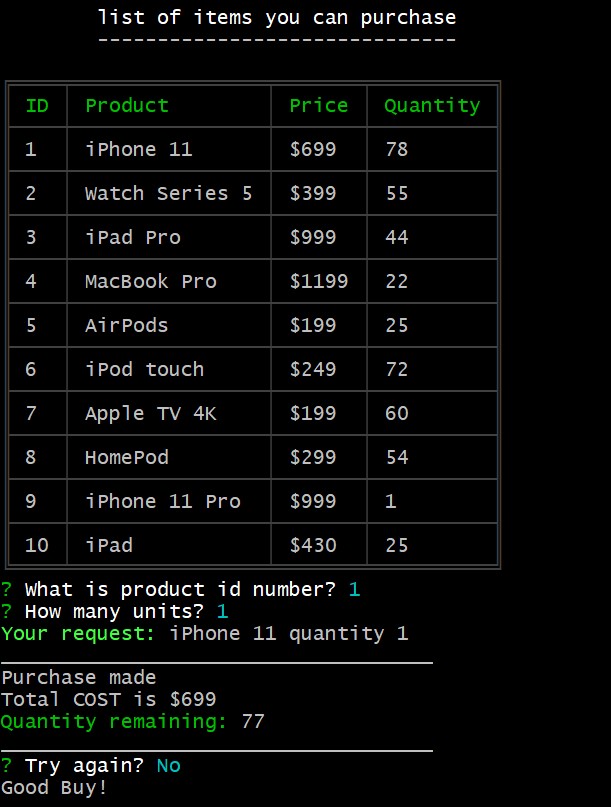 list of items you can purchase
------------------------------
ID Product Price Quantity
1 iPhone 11 $699 78
2 Watch Series 5 $399 55
3 iPad Pro $999 44
4 MacBook Pro $1199 22
5 AirPods $199 25
6 iPod touch $249 72
7 Apple TV 4K $199 60
8 HomePod $299 54
9 iPhone 11 Pro $999 1
10 iPad $430 25
? What is product id number? 1
? How many units? 1
Your request: iPhone 11 quantity 1
Purchase made
Total COST is $699
Quantity remaining: 77
? Try again? No
Good Buy!